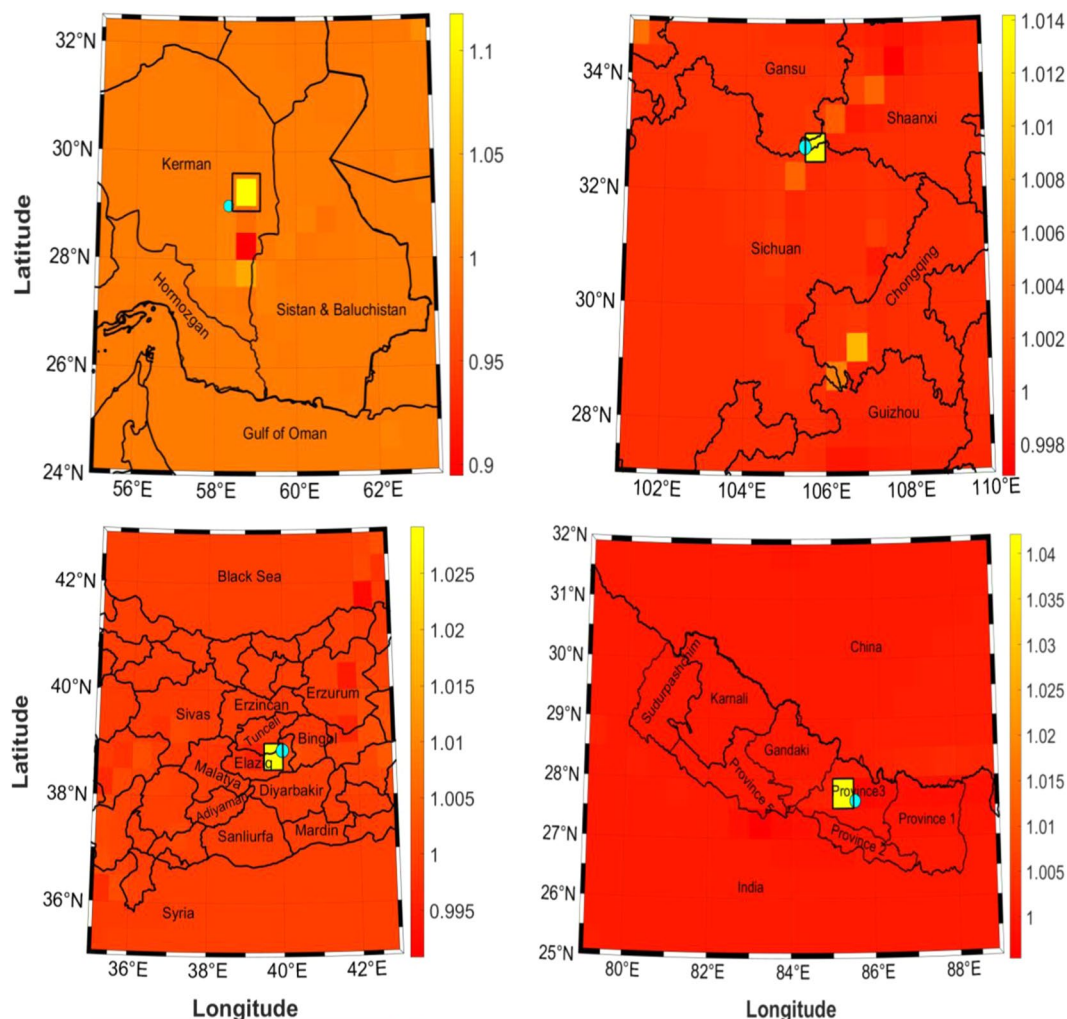 32°N
30°N
28°N
26°N
24°N
Latitude
Kerman
Hormozgan
Sistan & Baluchistan
Gulf of Oman
56°E
58°E
60°E
62°E
1.1
1.05
1
0.95
0.9
34°N
32°N
30°N
28°N
Gansu
Shaanxi
Sichuan
Chongqing
Guizhou
102°E
104°E
106°E
108°E
110°E
1.014
1.012
1.01
1.008
1.006
1.004
1.002
1
0.998
42°N
40°N
38°N
36°N
Latitude
Black Sea
Erzurum
Erzincan
Sivas
Tunceli
Bingol
Elazig
Malatya
Diyarbakir
Adiyaman
Mardin
Sanliurfa
Syria
36°E
38°E
40°E
42°E
Longitude
1.025
1.02
1.015
1.01
1.005
1
0.995
32°N
31°N
30°N
29°N
28°N
27°N
26°N
25°N
China
Sudurpashchim
Karnali
Gandaki
Province 5
Province3
Province 1
Province 2
India
80°E
82°E
84°E
86°E
88°E
Longitude
1.04
1.035
1.03
1.025
1.02
1.015
1.01
1.005
1